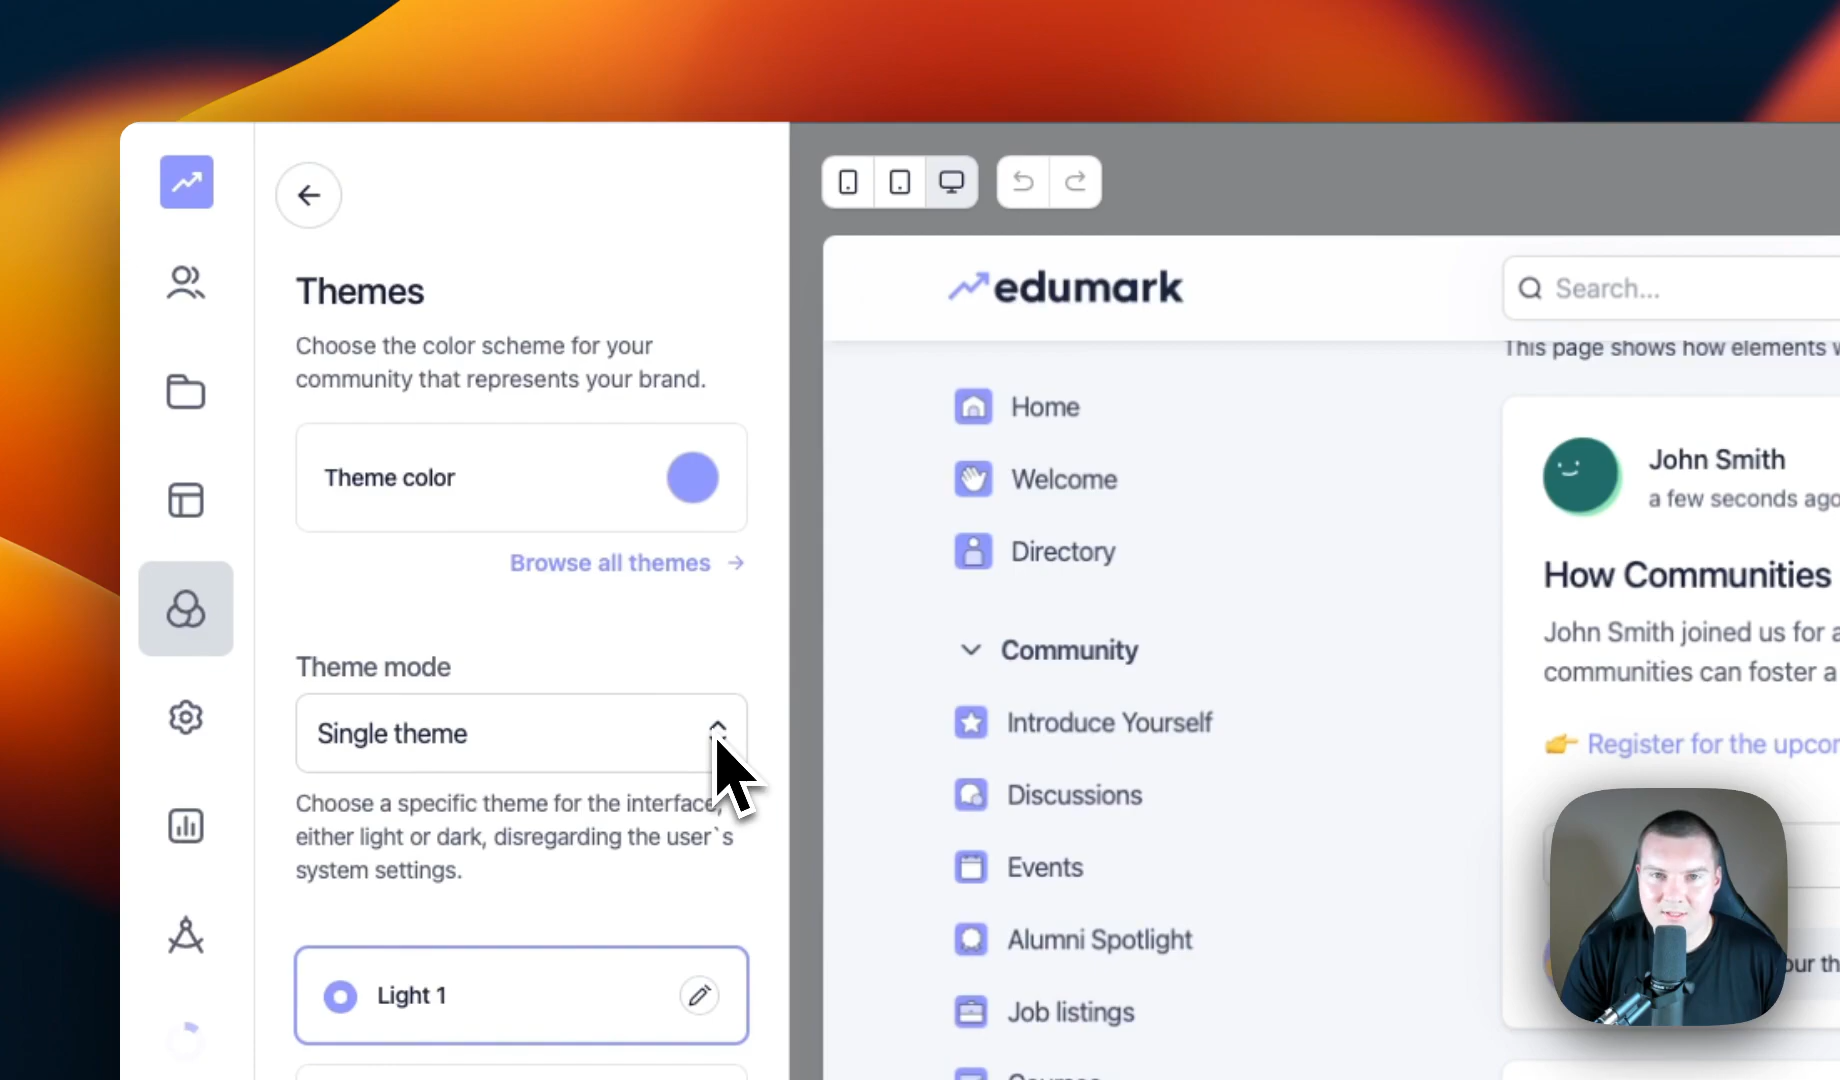 Themes
Choose the color scheme for your
community that represents your brand.
Theme color
Browse all themes
Theme mode
Single theme
Choose a specific theme for the interface,
either light or dark, disregarding the user`s
system settings.
Light 1
edumark
Search...
Home
Welcome
Directory
Community
Introduce Yourself
Discussions
Events
Alumni Spotlight
Job listings
This page shows how elements
John Smith
a few seconds ago
How Communities
John Smith joined us for a
communities can foster a
👉 Register for the upcor
our th